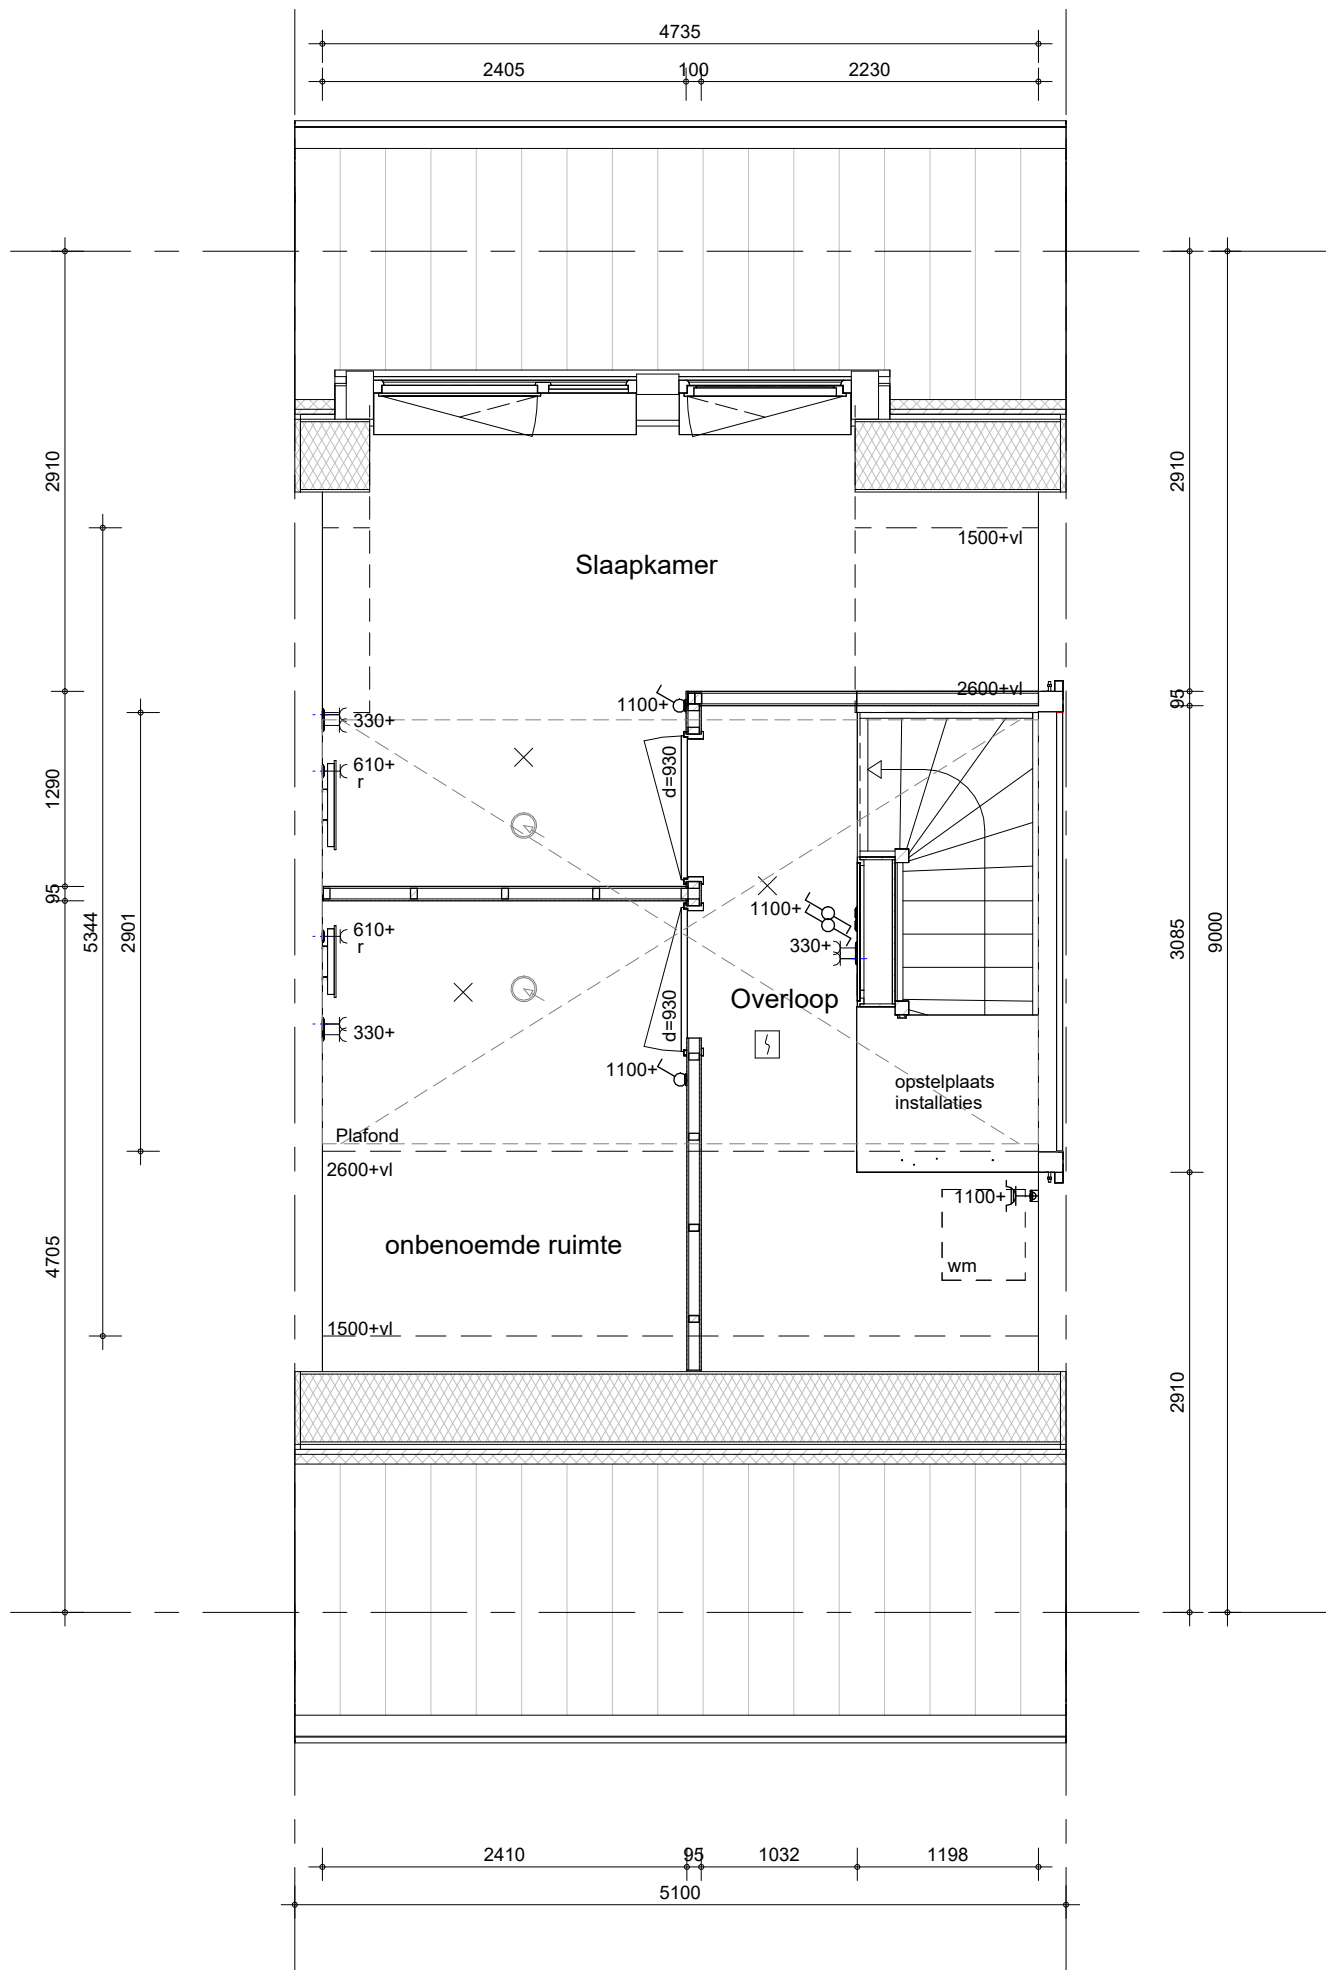 4735
2405
100
2230
2910
2910
1500+vl
Slaapkamer
2600+vl
1100+
330+
95
610+
r
d=930
1290
95
1100+
5344
2901
610+
r
330+
3085
9000
Overloop
330+
d=930
1100+
opstelplaats
installaties
Plafond
2600+vl
1100+
onbenoemde ruimte
wm
4705
1500+vl
2910
2410
95
1032
1198
5100